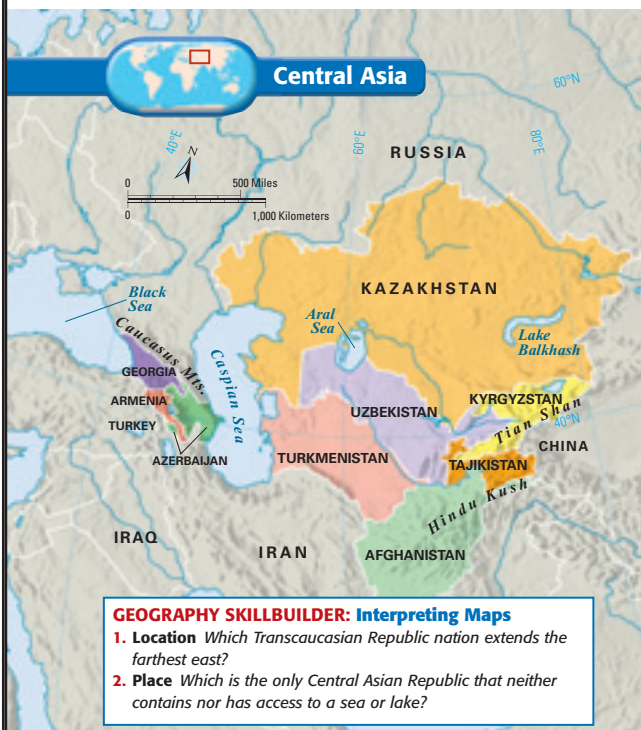 Central Asia
60°N
40°E
60°E
80°E
N
RUSSIA
0 500 Miles
0 1,000 Kilometers
KAZAKHSTAN
Black
Sea
Aral
Sea
Lake
Balkhash
Caucasus Mts.
Caspian Sea
GEORGIA
ARMENIA
TURKEY
AZERBAIJAN
UZBEKISTAN
KYRGYZSTAN
Tian Shan
40°N
CHINA
TURKMENISTAN
TAJIKISTAN
Hindu Kush
IRAQ
IRAN
AFGHANISTAN
GEOGRAPHY SKILLBUILDER: Interpreting Maps
1. Location Which Transcaucasian Republic nation extends the
farthest east?
2. Place Which is the only Central Asian Republic that neither
contains nor has access to a sea or lake?